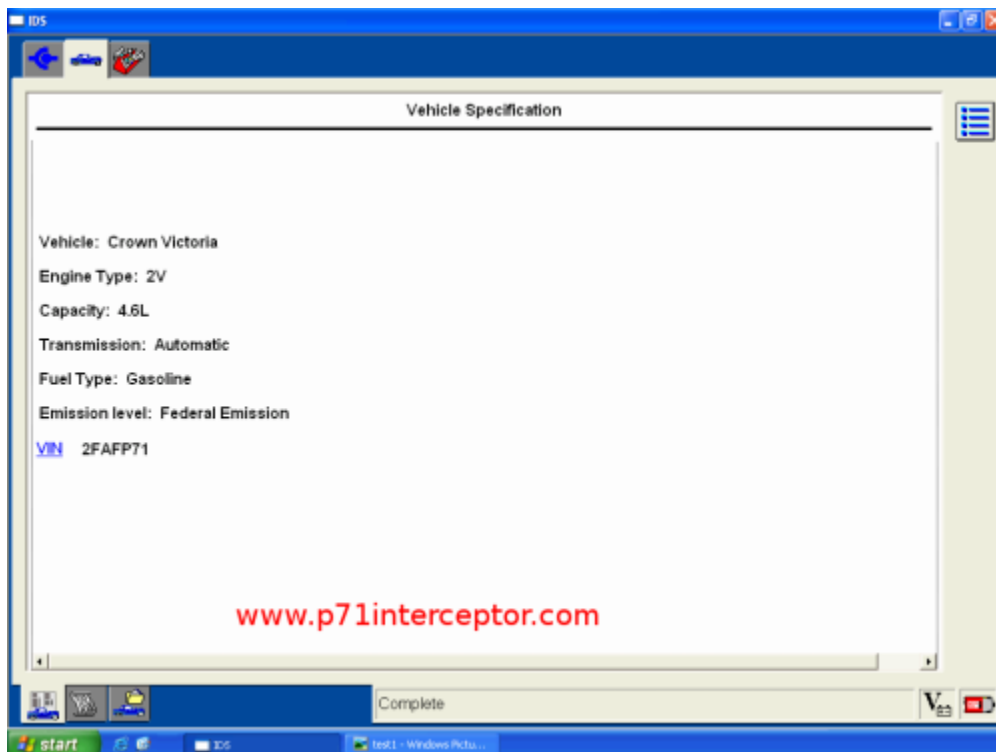 IDS
Vehicle Specification
Vehicle: Crown Victoria
Engine Type: 2V
Capacity: 4.6L
Transmission: Automatic
Fuel Type: Gasoline
Emission level: Federal Emission
VIN 2FAFP71
www.p71interceptor.com
Complete
V
start
IDS
test1 - Windows Pictu...